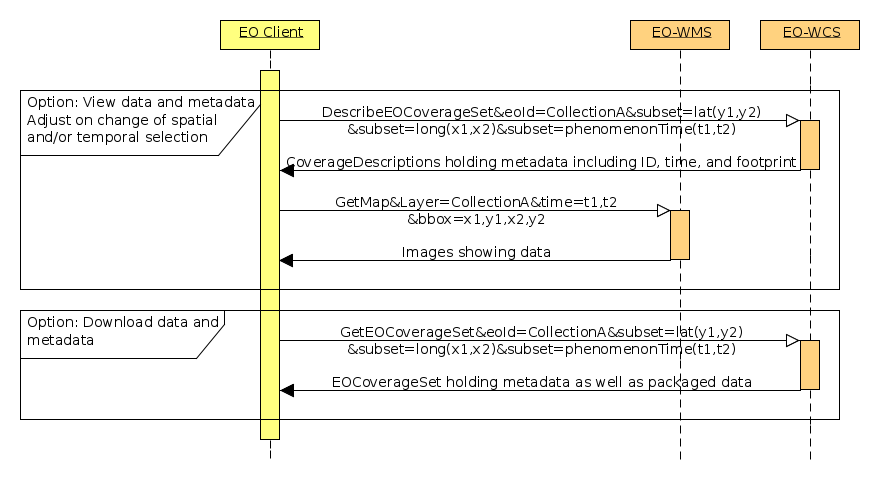 EO Client
EO-WMS
EO-WCS
Option: View data and metadata
Adjust on change of spatial
and/or temporal selection
DescribeEOCoverageSet&eoId=CollectionA&subset=lat(y1,y2)
&subset=long(x1,x2)&subset=phenomenonTime(t1,t2)
CoverageDescriptions holding metadata including ID, time, and footprint
GetMap&Layer=CollectionA&time=t1,t2
&bbox=x1,y1,x2,y2
Images showing data
Option: Download data and
metadata
GetEOCoverageSet&eoId=CollectionA&subset=lat(y1,y2)
&subset=long(x1,x2)&subset=phenomenonTime(t1,t2)
EOCoverageSet holding metadata as well as packaged data